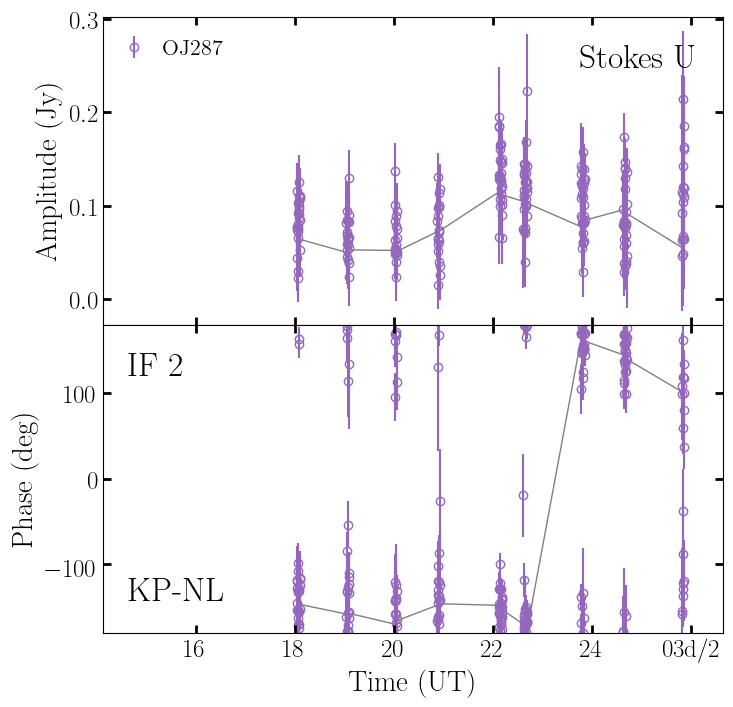 OJ287
Stokes U
Amplitude (Jy)
0.3
0.2
0.1
0.0
IF 2
KP-NL
Phase (deg)
100
0
−100
16 18 20 22 24 03d/2
Time (UT)